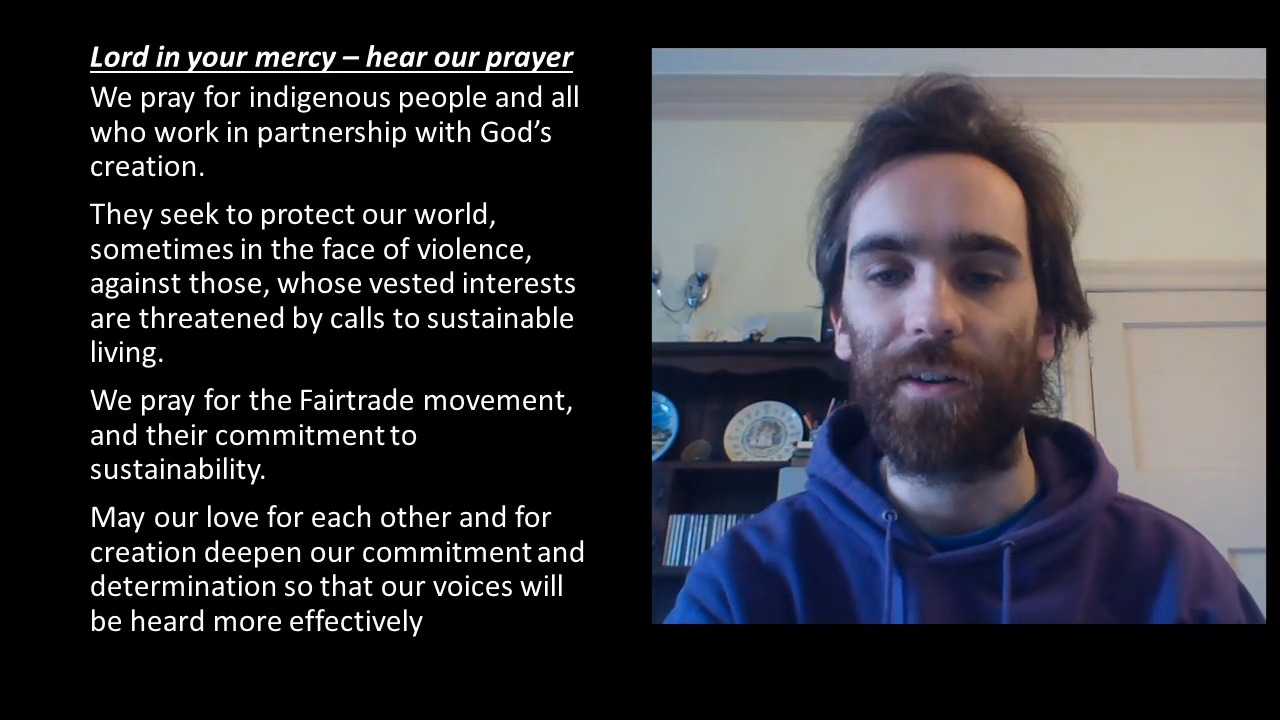 Lord in your mercy – hear our prayer
We pray for indigenous people and all
who work in partnership with God’s
creation.
They seek to protect our world,
sometimes in the face of violence,
against those, whose vested interests
are threatened by calls to sustainable
living.
We pray for the Fairtrade movement,
and their commitment to
sustainability.
May our love for each other and for
creation deepen our commitment and
determination so that our voices will
be heard more effectively